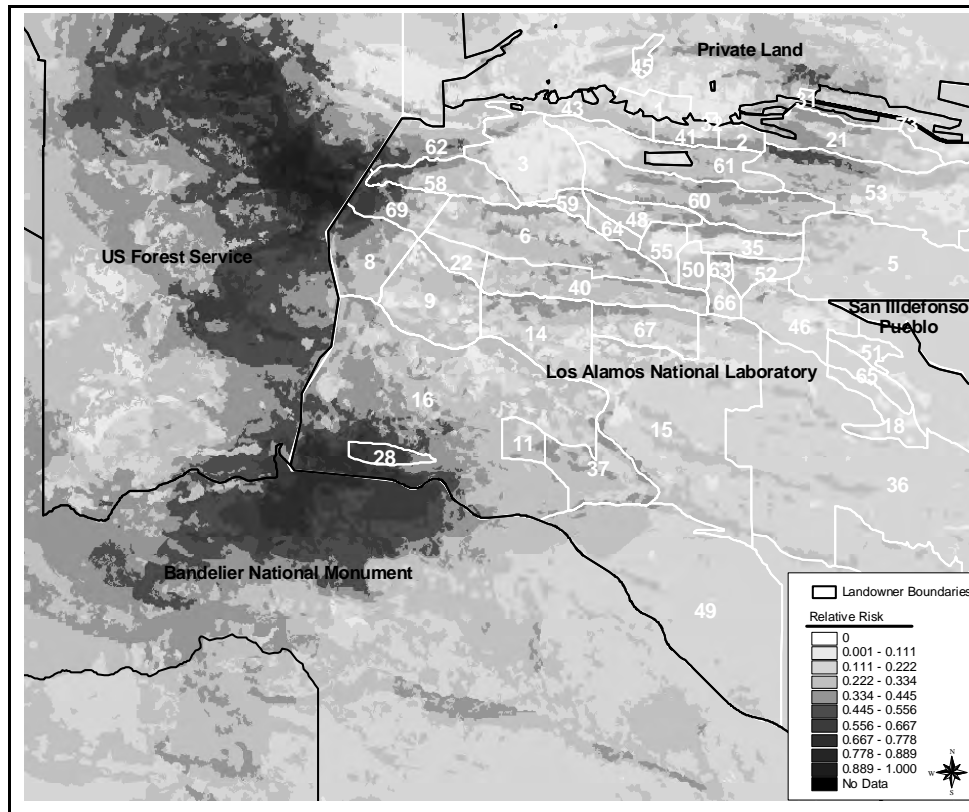 Private Land
45
31
43
1
32
73
41
2
21
62
3
61
58
53
59
60
69
48
6
64
US Forest Service
55
35
8
22
5
50
63
52
40
9
66
San Illdefonso
Pueblo
46
14
67
51
Los Alamos National Laboratory
65
16
15
18
11
28
37
36
Bandelier National Monument
49
Landowner Boundaries
Relative Risk
0
0.001 - 0.111
0.111 - 0.222
0.222 - 0.334
0.334 - 0.445
0.445 - 0.556
0.556 - 0.667
0.667 - 0.778
0.778 - 0.889
0.889 - 1.000
No Data
N
W
E
S